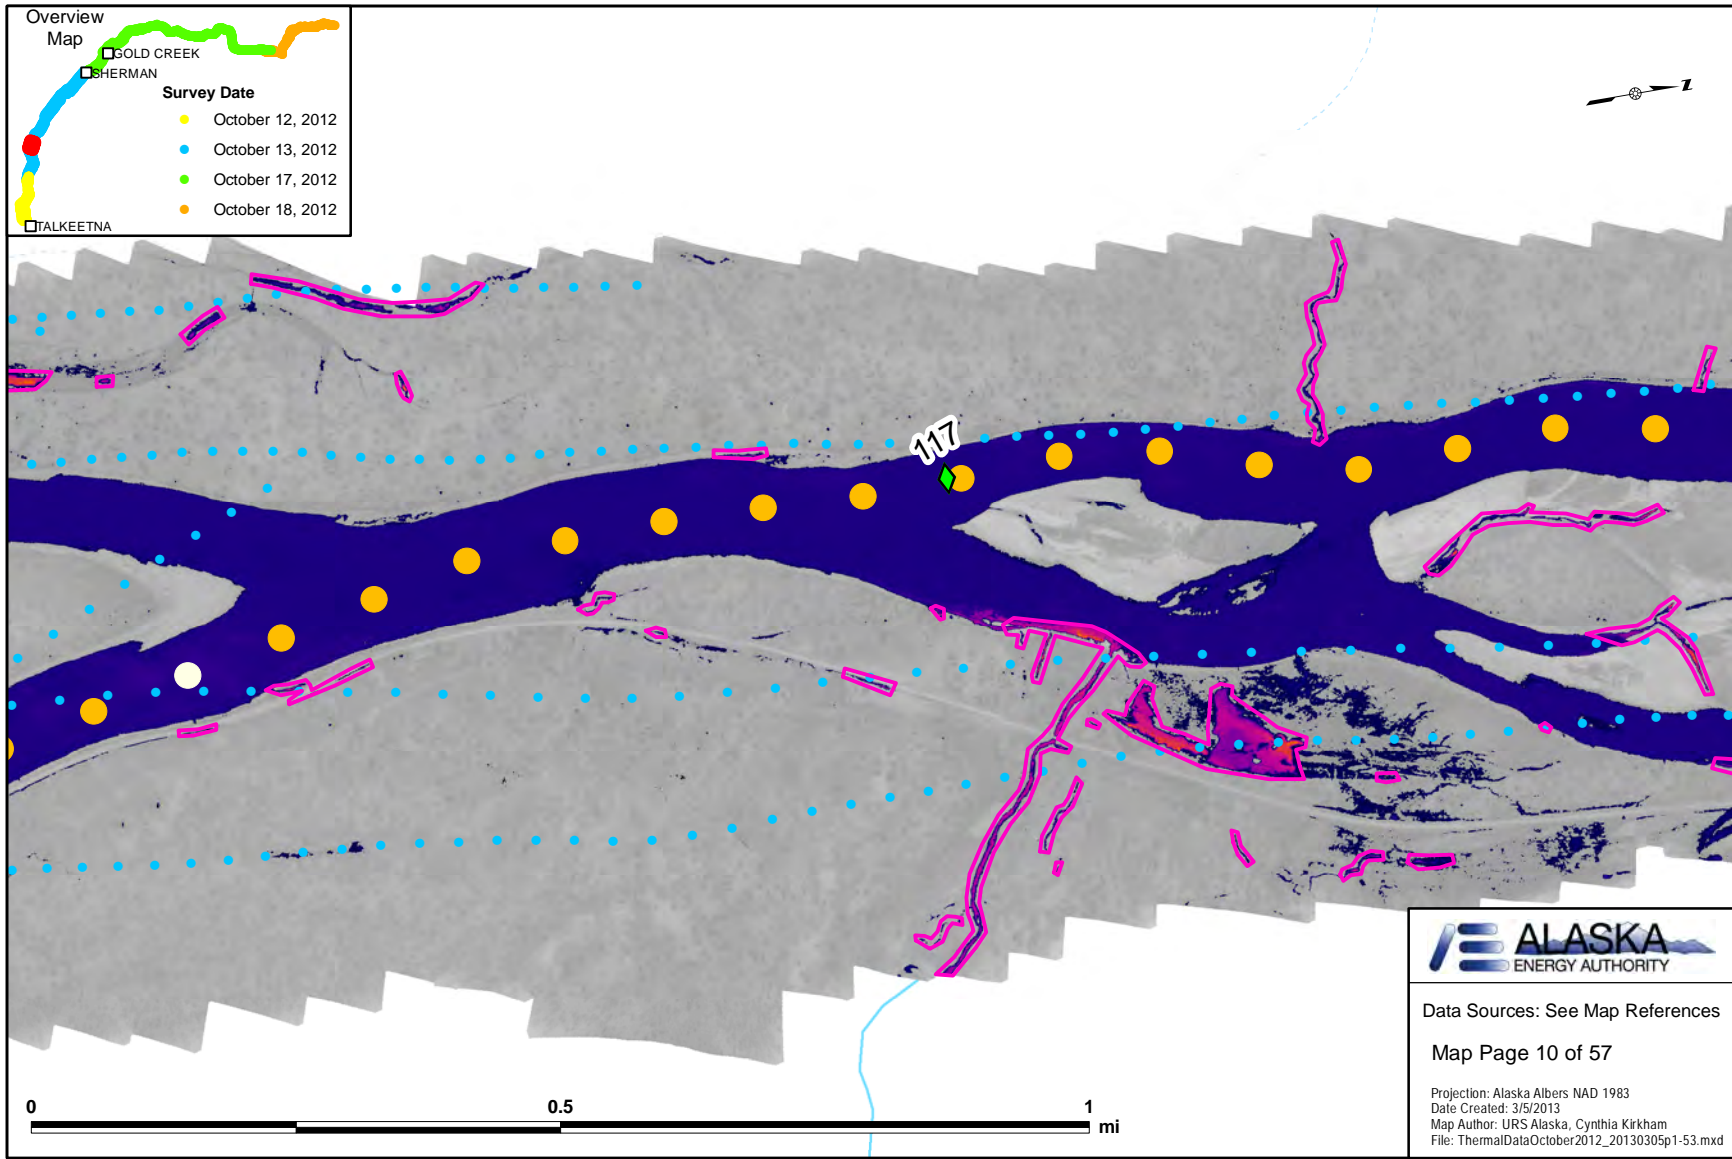 Overview
Map
GOLD CREEK
SHERMAN
Survey Date
October 12, 2012
October 13, 2012
October 17, 2012
October 18, 2012
TALKEETNA
N
117
0
0.5
1
mi
ALASKA
ENERGY AUTHORITY
Data Sources: See Map References
Map Page 10 of 57
Projection: Alaska Albers NAD 1983
Date Created: 3/5/2013
Map Author: URS Alaska, Cynthia Kirkham
File: ThermalDataOctober2012_20130305p1-53.mxd